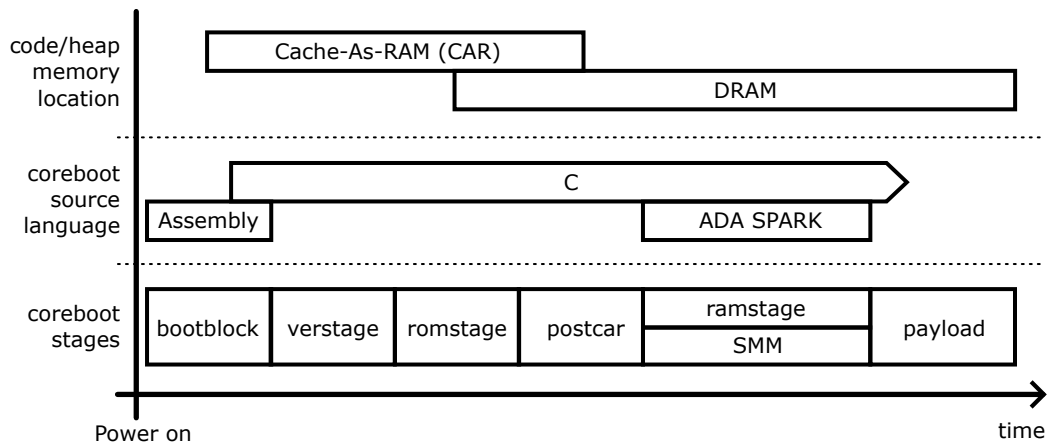 code/heap
memory
location
Cache-As-RAM (CAR)
DRAM
coreboot
source
language
C
Assembly
ADA SPARK
coreboot
stages
bootblock
verstage
romstage
postcar
ramstage
SMM
payload
Power on
time